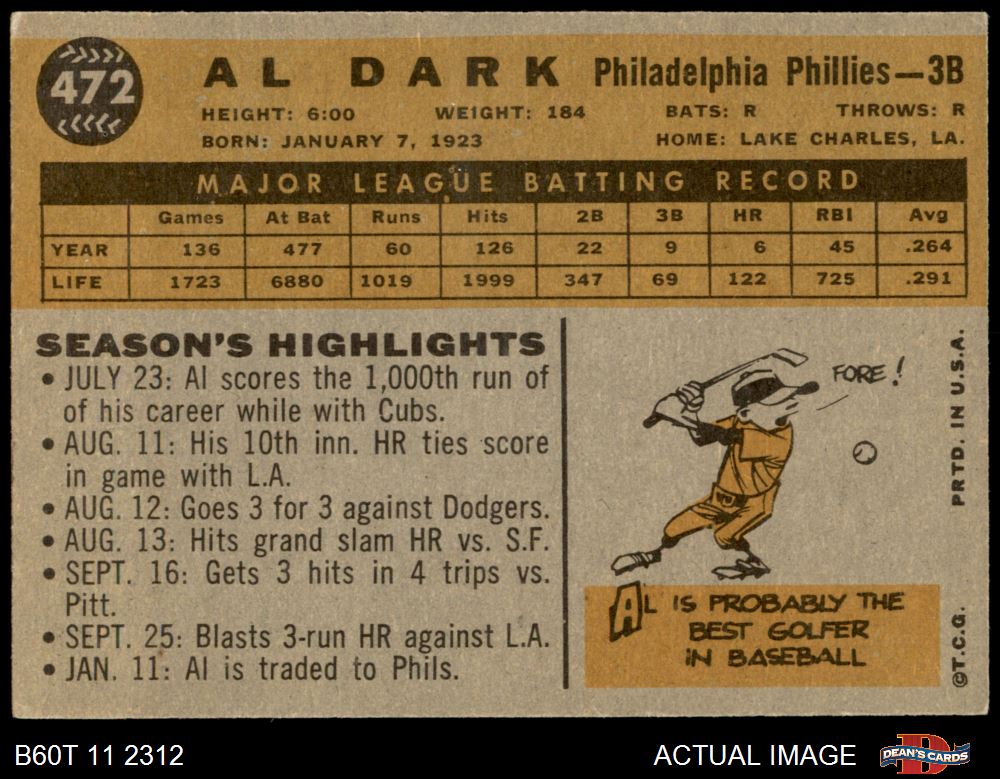 472
AL DARK Philadelphia Phillies—3B
HEIGHT: 6:00 WEIGHT: 184 BATS: R THROWS: R
BORN: JANUARY 7, 1923 HOME: LAKE CHARLES, LA.
MAJOR LEAGUE BATTING RECORD
Games At Bat Runs Hits 2B 3B HR RBI Avg
YEAR 136 477 60 126 22 9 6 45 .264
LIFE 1723 6880 1019 1999 347 69 122 725 .291
SEASON'S HIGHLIGHTS
• JULY 23: Al scores the 1,000th run of
of his career while with Cubs.
• AUG. 11: His 10th inn. HR ties score
in game with L.A.
• AUG. 12: Goes 3 for 3 against Dodgers.
• AUG. 13: Hits grand slam HR vs. S.F.
• SEPT. 16: Gets 3 hits in 4 trips vs.
Pitt.
• SEPT. 25: Blasts 3-run HR against L.A.
• JAN. 11: Al is traded to Phils.
FORE!
AL IS PROBABLY THE
BEST GOLFER
IN BASEBALL
©T.C.G. PRTD. IN U.S.A.
B60T 11 2312 ACTUAL IMAGE DEAN'S CARDS